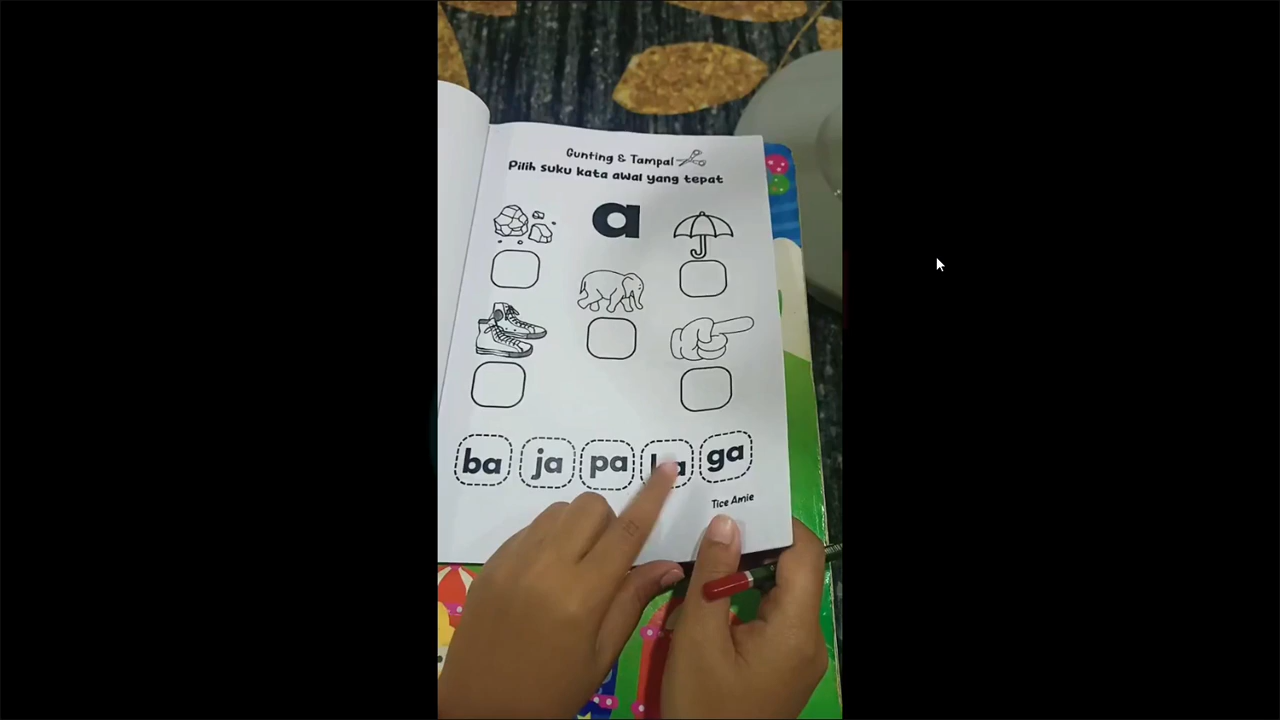 Gunting & Tampal
Pilih suku kata awal yang tepat
a
ba ja pa ga
Tice Amie